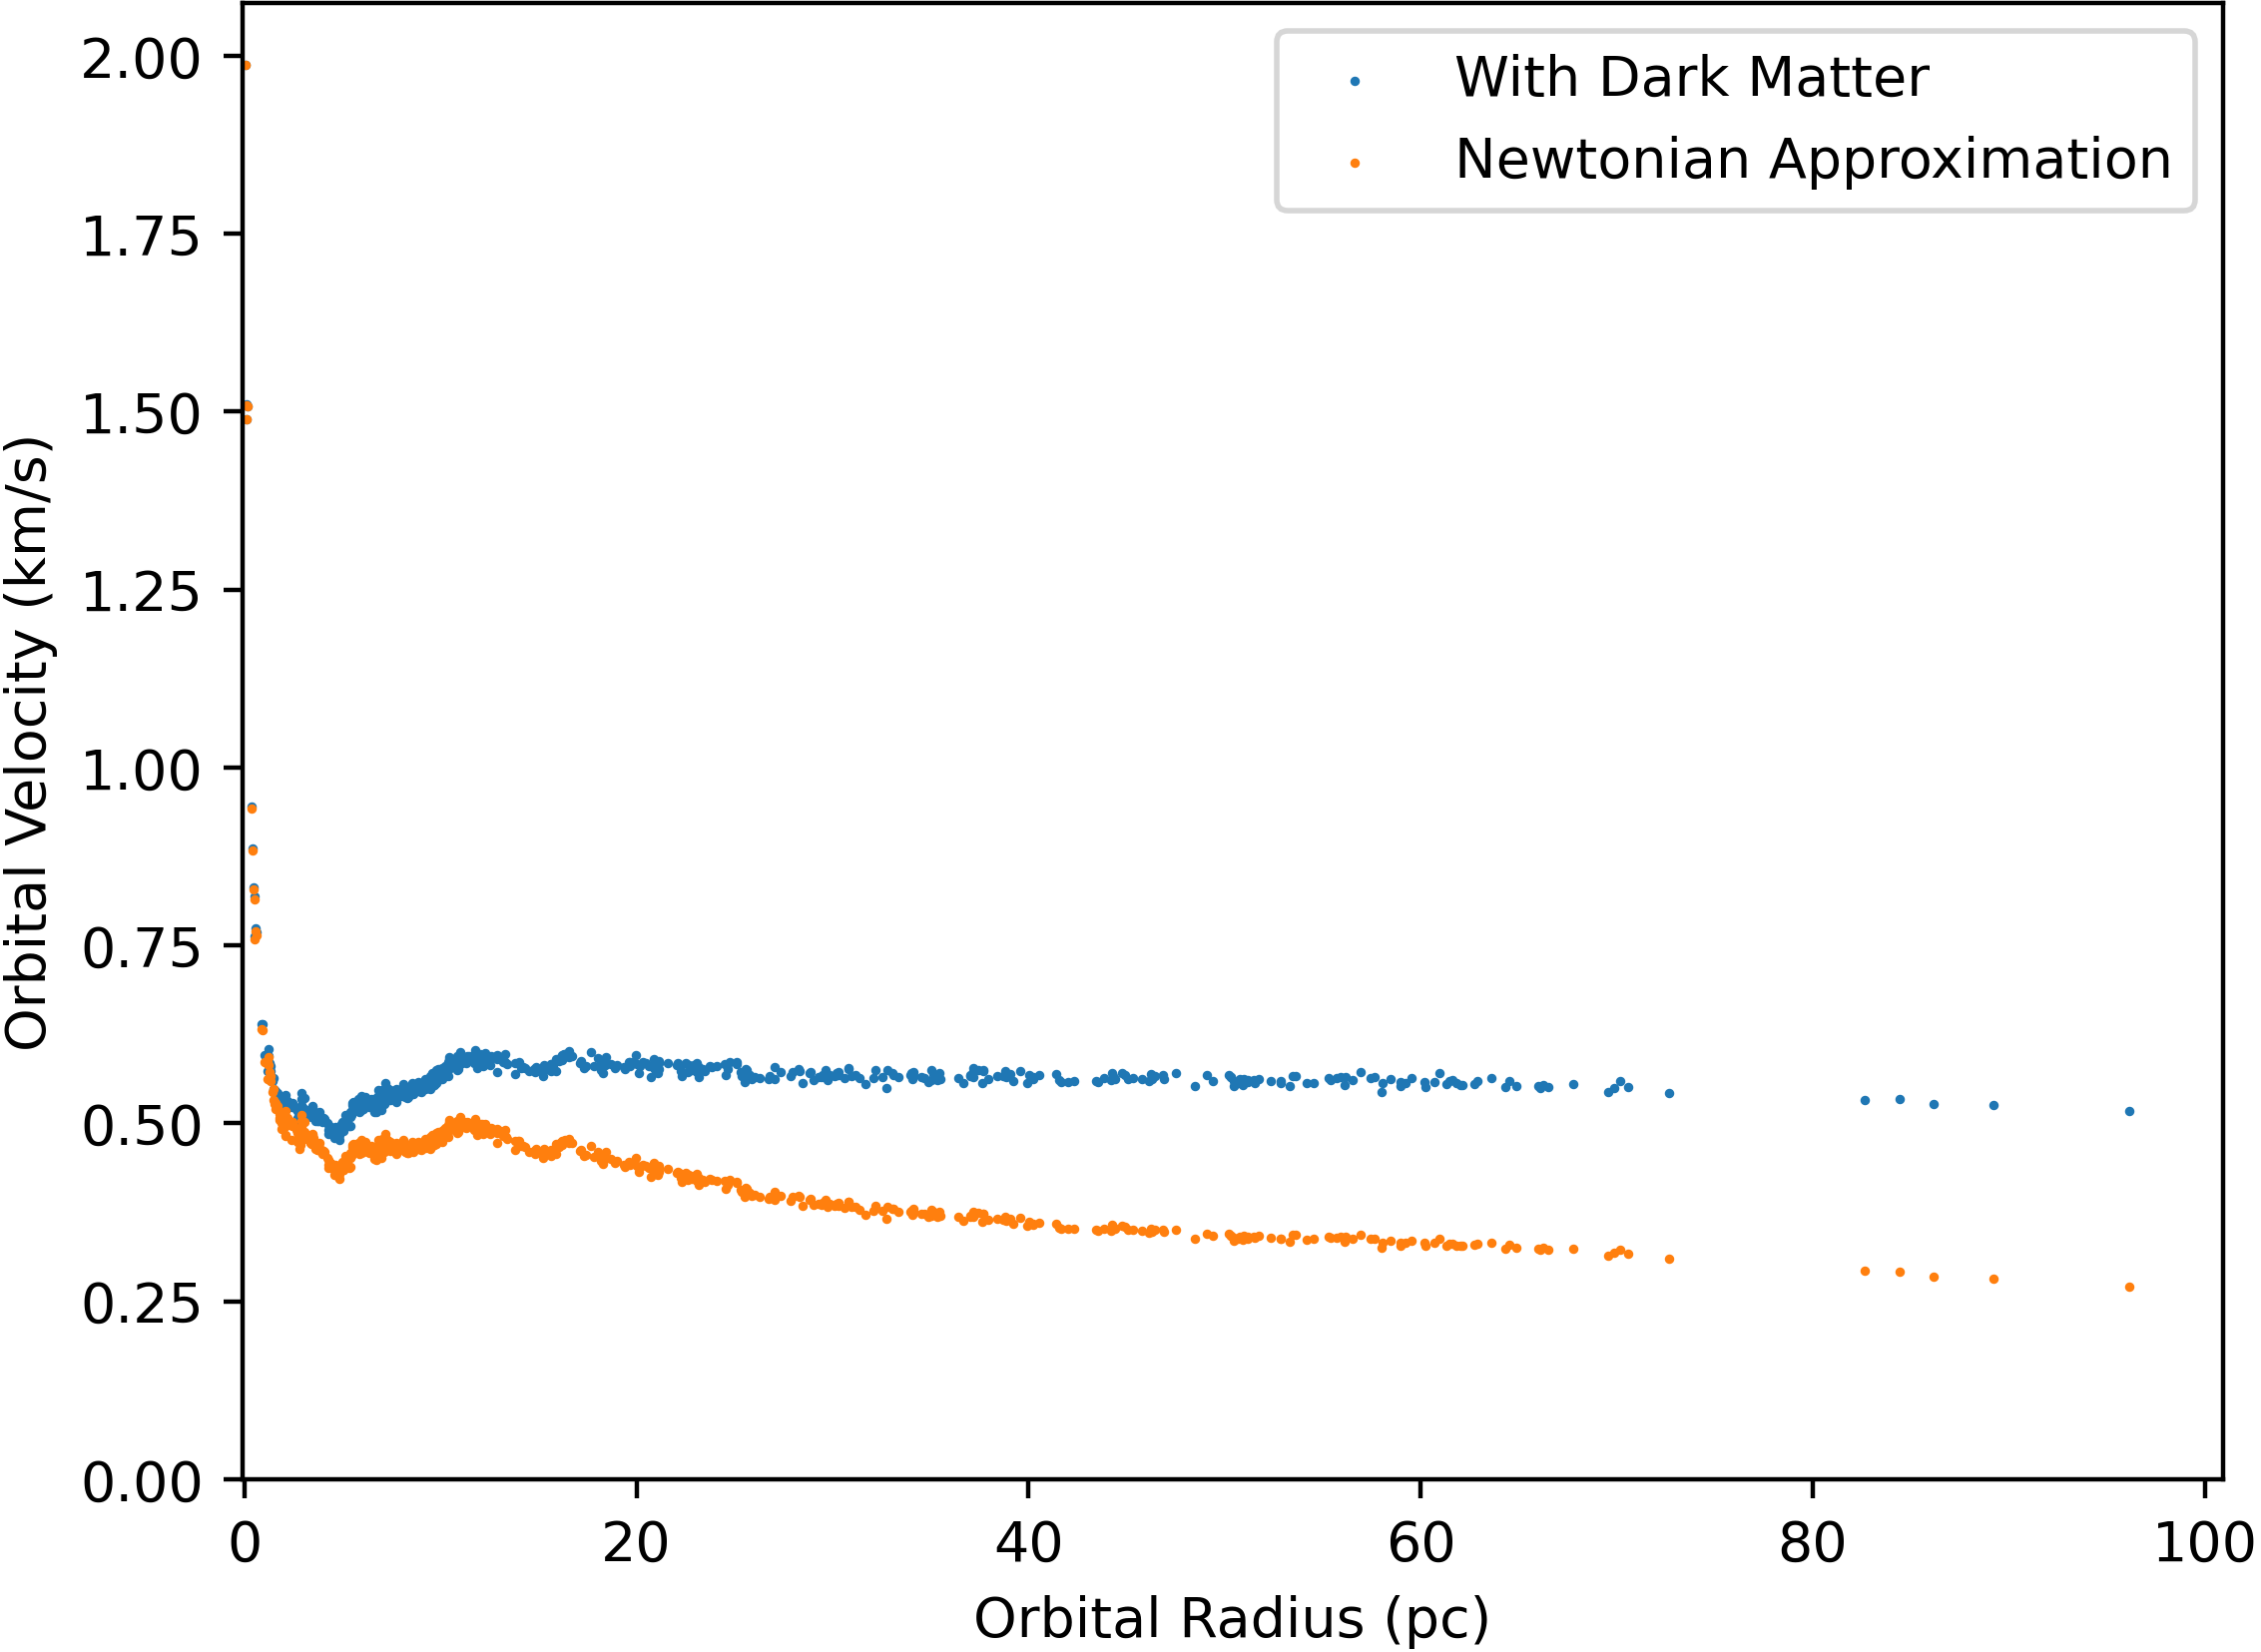 With Dark Matter
Newtonian Approximation
Orbital Velocity (km/s)
2.00
1.75
1.50
1.25
1.00
0.75
0.50
0.25
0.00
0 20 40 60 80 100
Orbital Radius (pc)